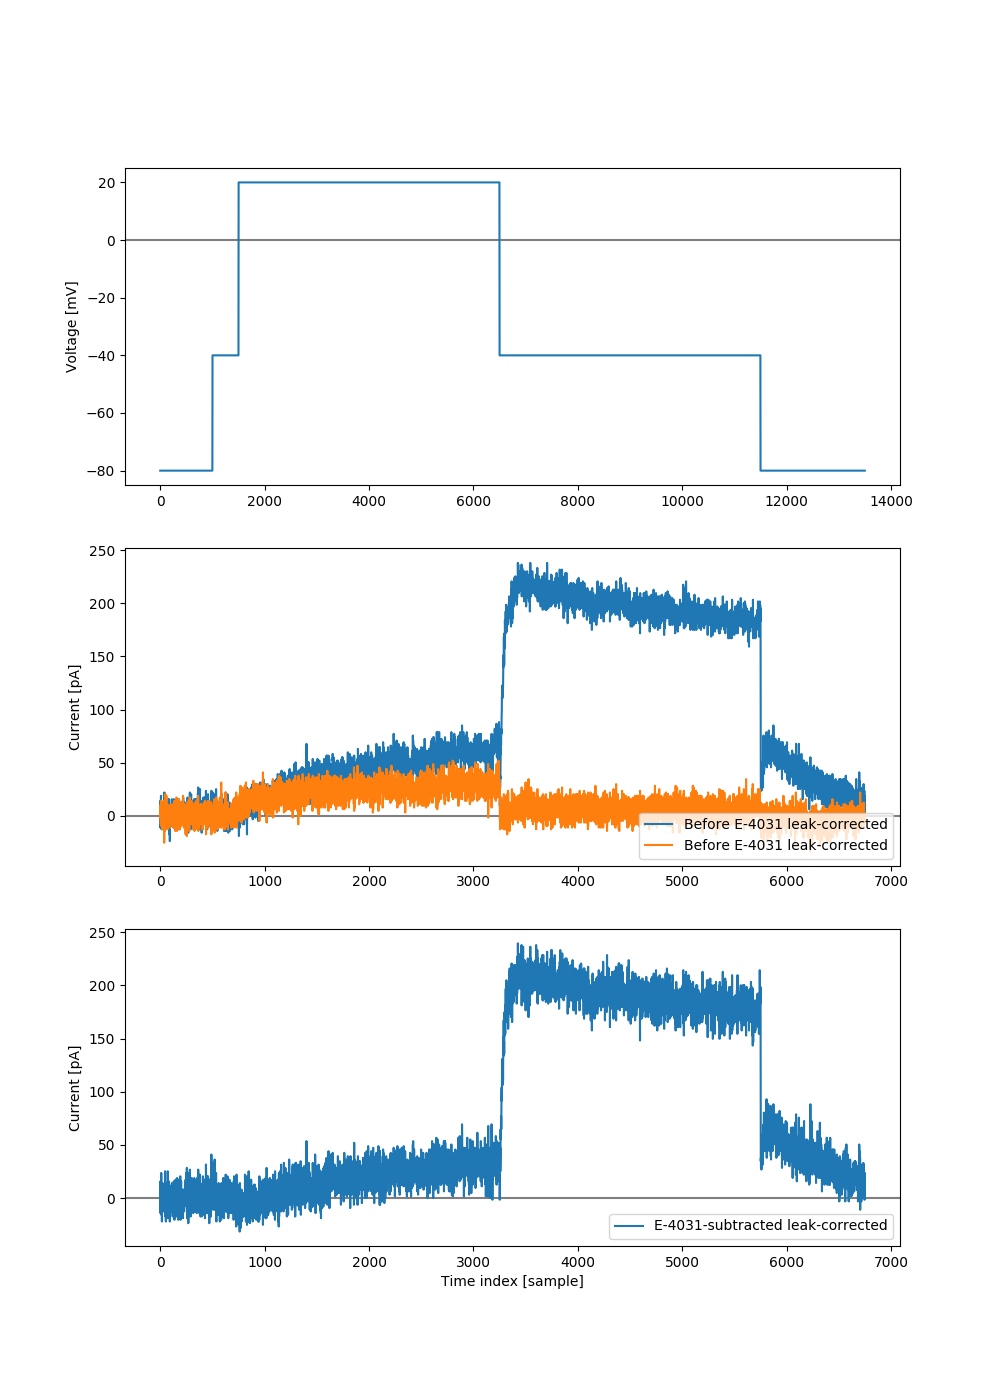 20
0
−20
−40
−60
−80
Voltage [mV]
0 2000 4000 6000 8000 10000 12000 14000
250
200
150
100
50
0
Current [pA]
Before E-4031 leak-corrected
Before E-4031 leak-corrected
0 1000 2000 3000 4000 5000 6000 7000
250
200
150
100
50
0
Current [pA]
E-4031-subtracted leak-corrected
0 1000 2000 3000 4000 5000 6000 7000
Time index [sample]